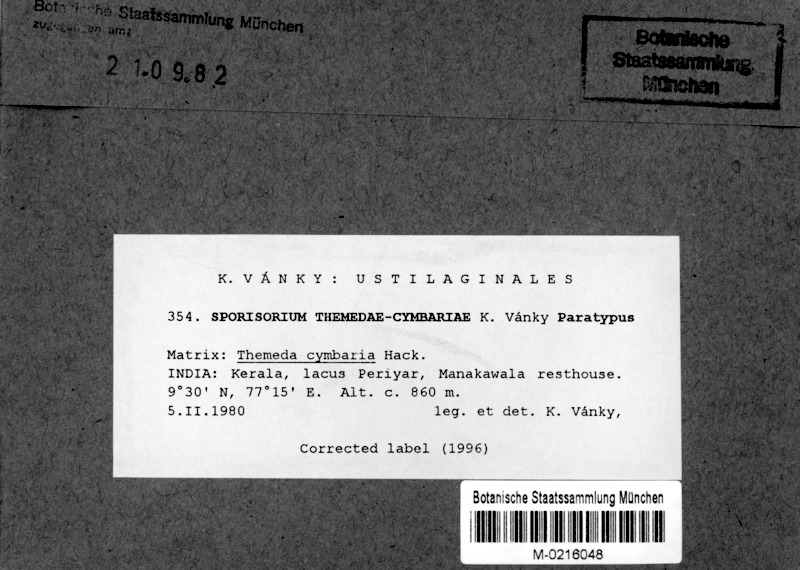 Botanische Staatssammlung München
zugegangen am:
2 1.0 9.8 2
Botanische
Staatssammlung
München
K. VÁNKY: USTILAGINALES
354. SPORISORIUM THEMEDAE-CYMBARIAE K. Vánky Paratypus
Matrix: Themeda cymbaria Hack.
INDIA: Kerala, lacus Periyar, Manakawala resthouse.
9°30' N, 77°15' E. Alt. c. 860 m.
5.II.1980 leg. et det. K. Vánky,
Corrected label (1996)
Botanische Staatssammlung München
M-0216048